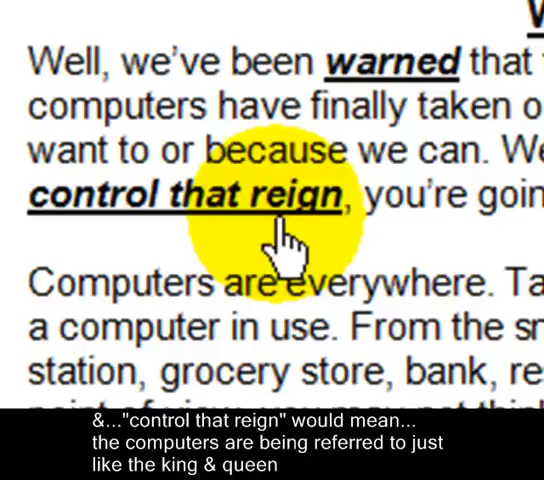 Well, we've been warned that
computers have finally taken o
want to or because we can. We
control that reign, you're goin
Computers are everywhere. Ta
a computer in use. From the sn
station, grocery store, bank, re
&..."control that reign" would mean...
the computers are being referred to just
like the king & queen